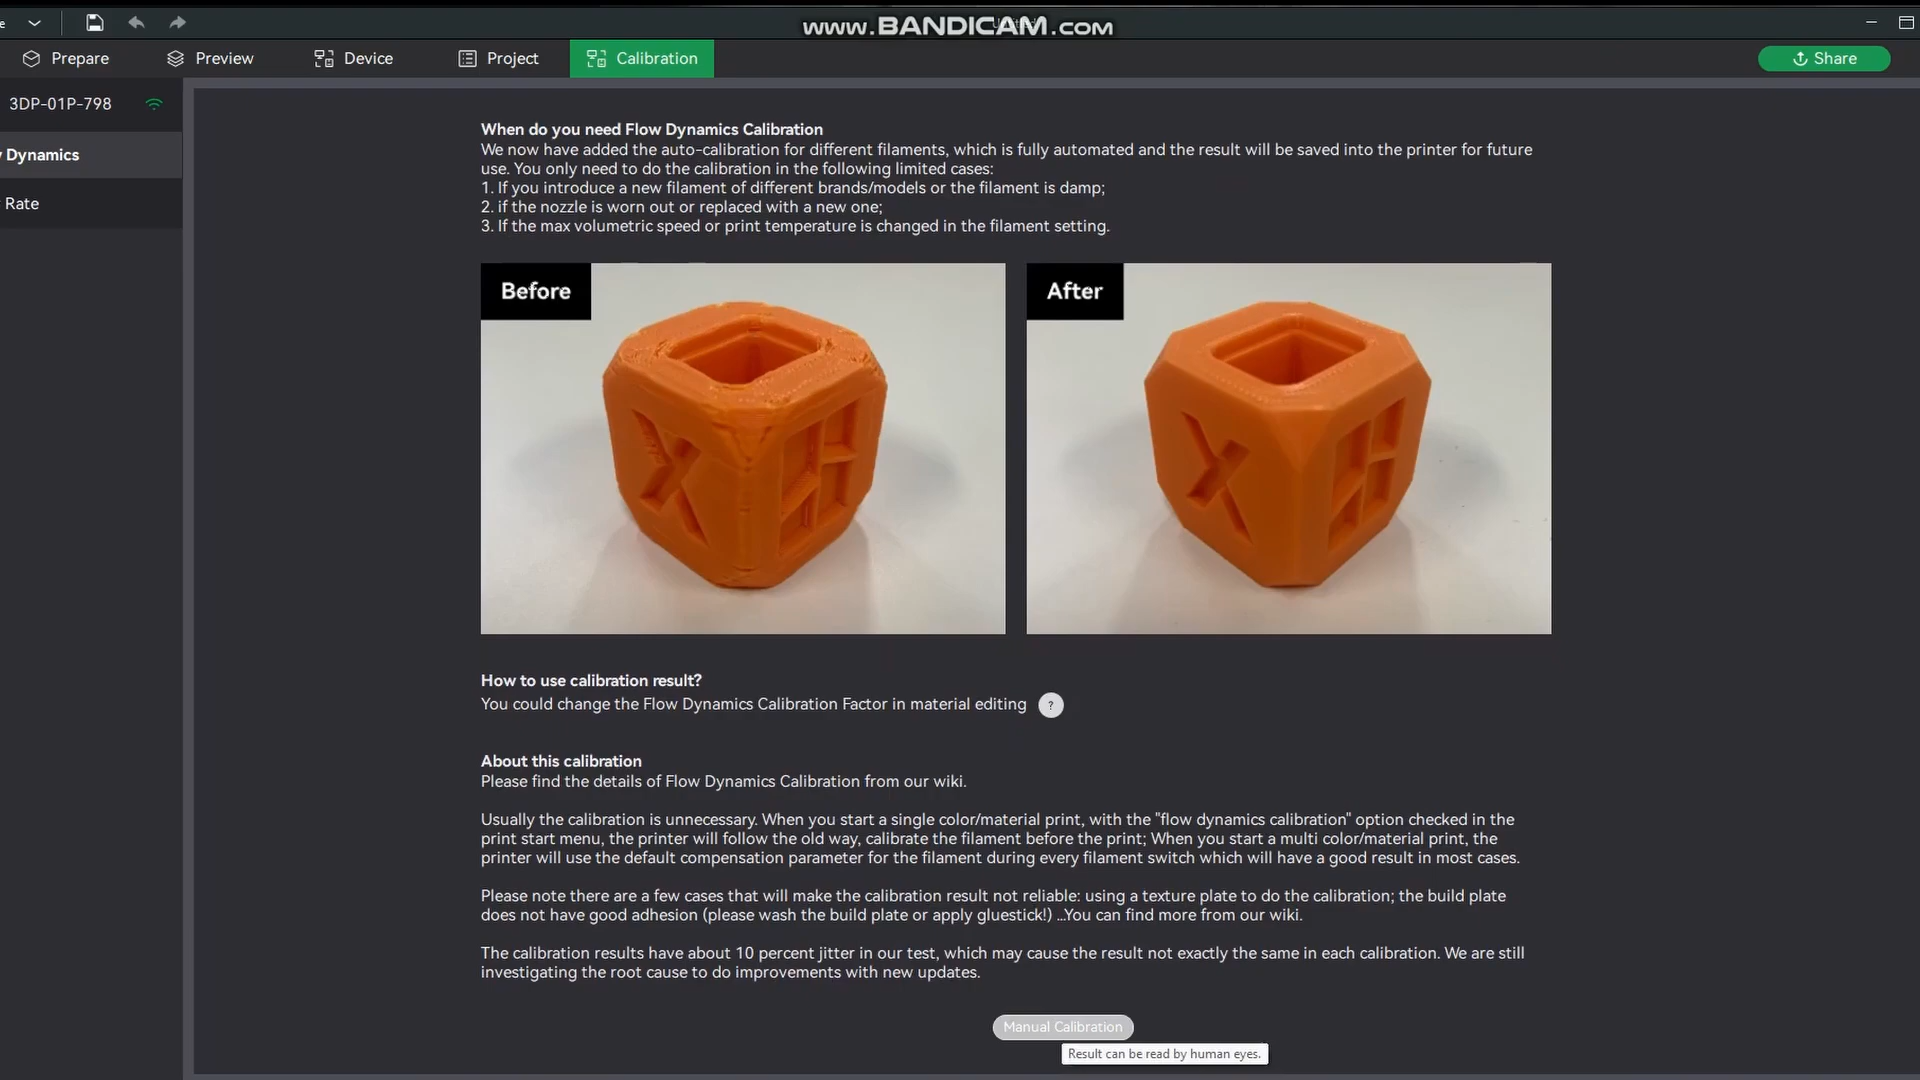 e
www.BANDICAM.com
Prepare
Preview
Device
Project
Calibration
Share
3DP-01P-798
Dynamics
Rate
When do you need Flow Dynamics Calibration
We now have added the auto-calibration for different filaments, which is fully automated and the result will be saved into the printer for future
use. You only need to do the calibration in the following limited cases:
1. If you introduce a new filament of different brands/models or the filament is damp;
2. if the nozzle is worn out or replaced with a new one;
3. If the max volumetric speed or print temperature is changed in the filament setting.
Before
After
X
X
How to use calibration result?
You could change the Flow Dynamics Calibration Factor in material editing
?
About this calibration
Please find the details of Flow Dynamics Calibration from our wiki.
Usually the calibration is unnecessary. When you start a single color/material print, with the "flow dynamics calibration" option checked in the
print start menu, the printer will follow the old way, calibrate the filament before the print; When you start a multi color/material print, the
printer will use the default compensation parameter for the filament during every filament switch which will have a good result in most cases.
Please note there are a few cases that will make the calibration result not reliable: using a texture plate to do the calibration; the build plate
does not have good adhesion (please wash the build plate or apply gluestick!) ...You can find more from our wiki.
The calibration results have about 10 percent jitter in our test, which may cause the result not exactly the same in each calibration. We are still
investigating the root cause to do improvements with new updates.
Manual Calibration
Result can be read by human eyes.